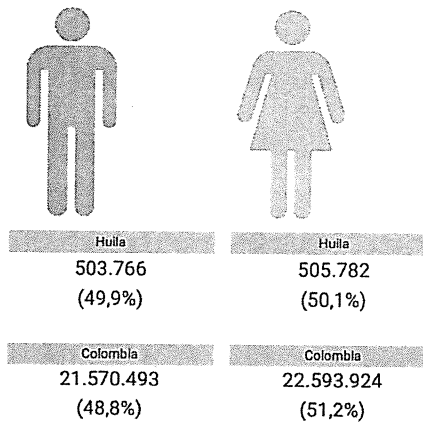 Huila
503.766
(49,9%)
Colombia
21.570.493
(48,8%)
Huila
505.782
(50,1%)
Colombia
22.593.924
(51,2%)